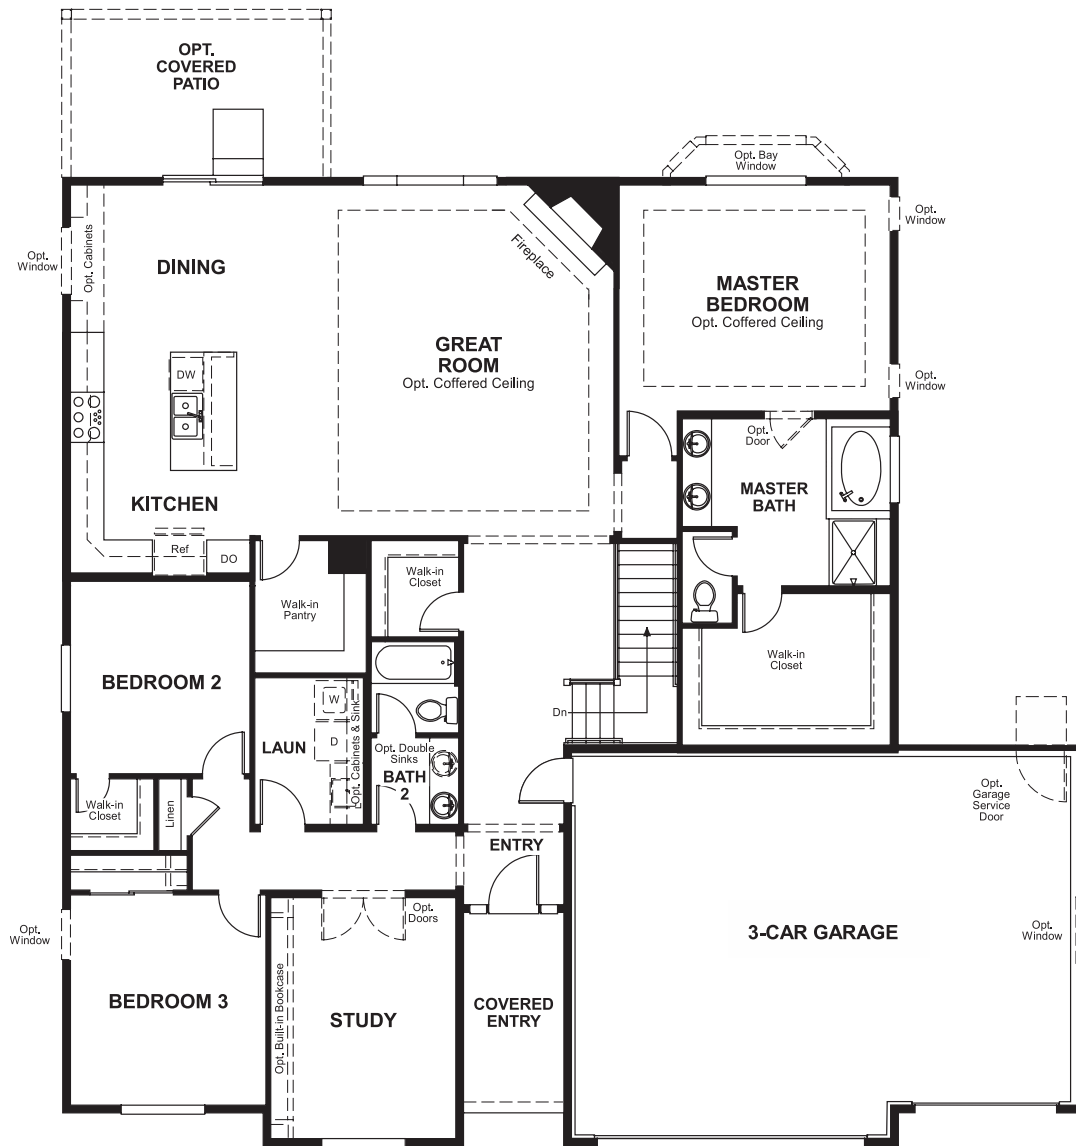 OPT.
COVERED
PATIO
Opt. Bay
Window
Opt.
Window
Opt.
Window
Opt. Cabinets
DINING
Fireplace
MASTER
BEDROOM
Opt. Coffered Ceiling
GREAT
ROOM
Opt. Coffered Ceiling
DW
Opt.
Window
Opt.
Door
MASTER
BATH
KITCHEN
Ref
DO
Walk-in
Closet
Walk-in
Pantry
Walk-in
Closet
BEDROOM 2
W
D
Opt. Cabinets & Sink
LAUN
Dn
Opt. Double
Sinks
BATH
2
Walk-in
Closet
Linen
Opt.
Garage
Service
Door
ENTRY
Opt.
Doors
Opt.
Window
3-CAR GARAGE
Opt.
Window
BEDROOM 3
Opt. Built-in Bookcase
STUDY
COVERED
ENTRY